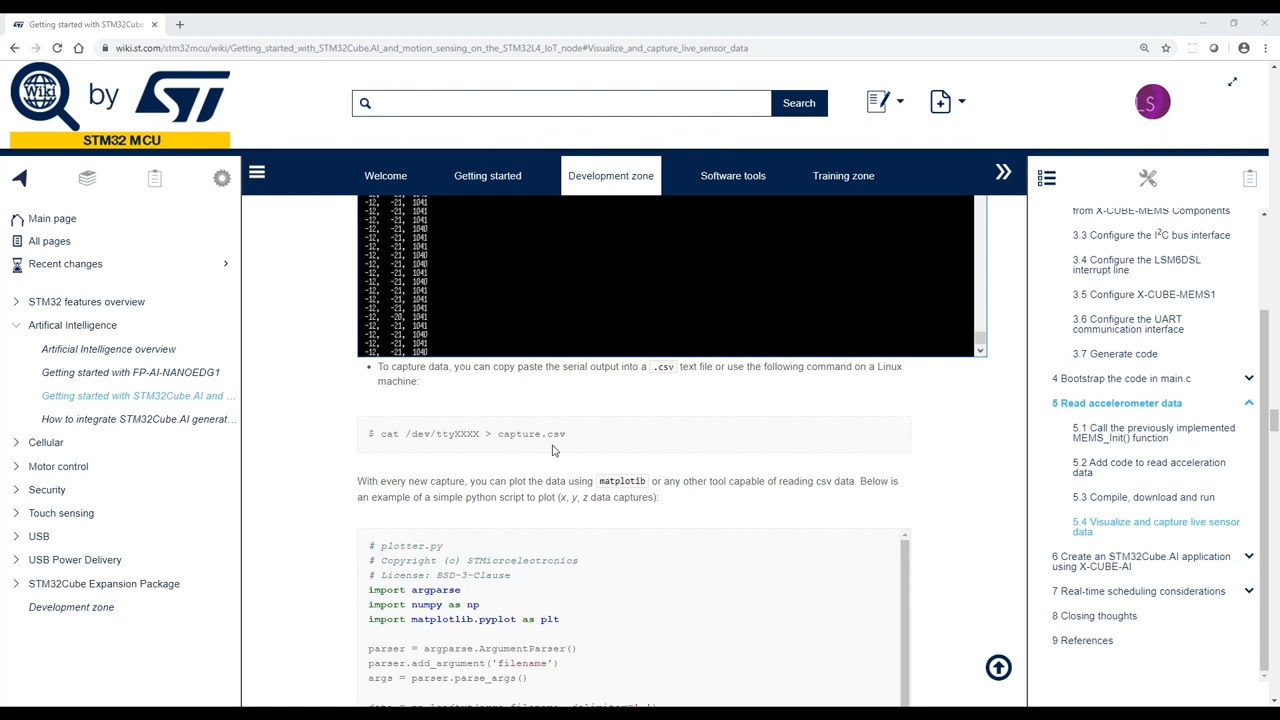 Getting started with STM32Cube
wiki.st.com/stm32mcu/wiki/Getting_started_with_STM32Cube.AI_and_motion_sensing_on_the_STM32L4_IoT_node#Visualize_and_capture_live_sensor_data
Wiki by ST
STM32 MCU
Search
LS
Welcome
Getting started
Development zone
Software tools
Training zone
Main page
All pages
Recent changes
STM32 features overview
Artifical Intelligence
Artificial Intelligence overview
Getting started with FP-AI-NANOEDG1
Getting started with STM32Cube.AI and ...
How to integrate STM32Cube.AI generat...
Cellular
Motor control
Security
Touch sensing
USB
USB Power Delivery
STM32Cube Expansion Package
Development zone
-12, -21, 1041
-12, -21, 1041
-12, -21, 1041
-12, -21, 1040
-12, -21, 1041
-12, -21, 1041
-12, -21, 1040
-12, -21, 1041
-12, -21, 1041
-12, -21, 1040
-12, -21, 1041
-12, -21, 1041
-12, -21, 1041
-12, -20, 1041
-12, -21, 1041
-12, -21, 1040
-12, -21, 1041
-12, -21, 1040
• To capture data, you can copy paste the serial output into a .csv text file or use the following command on a Linux
machine:
$ cat /dev/ttyXXXX > capture.csv
With every new capture, you can plot the data using matplotib or any other tool capable of reading csv data. Below is
an example of a simple python script to plot (x, y, z data captures):
# plotter.py
# Copyright (c) STMicroelectronics
# License: BSD-3-Clause
import argparse
import numpy as np
import matplotlib.pyplot as plt
parser = argparse.ArgumentParser()
parser.add_argument('filename')
args = parser.parse_args()
from X-CUBE-MEMS Components
3.3 Configure the I2C bus interface
3.4 Configure the LSM6DSL
interrupt line
3.5 Configure X-CUBE-MEMS1
3.6 Configure the UART
communication interface
3.7 Generate code
4 Bootstrap the code in main.c
5 Read accelerometer data
5.1 Call the previously implemented
MEMS_Init() function
5.2 Add code to read acceleration
data
5.3 Compile, download and run
5.4 Visualize and capture live sensor
data
6 Create an STM32Cube.AI application
using X-CUBE-AI
7 Real-time scheduling considerations
8 Closing thoughts
9 References